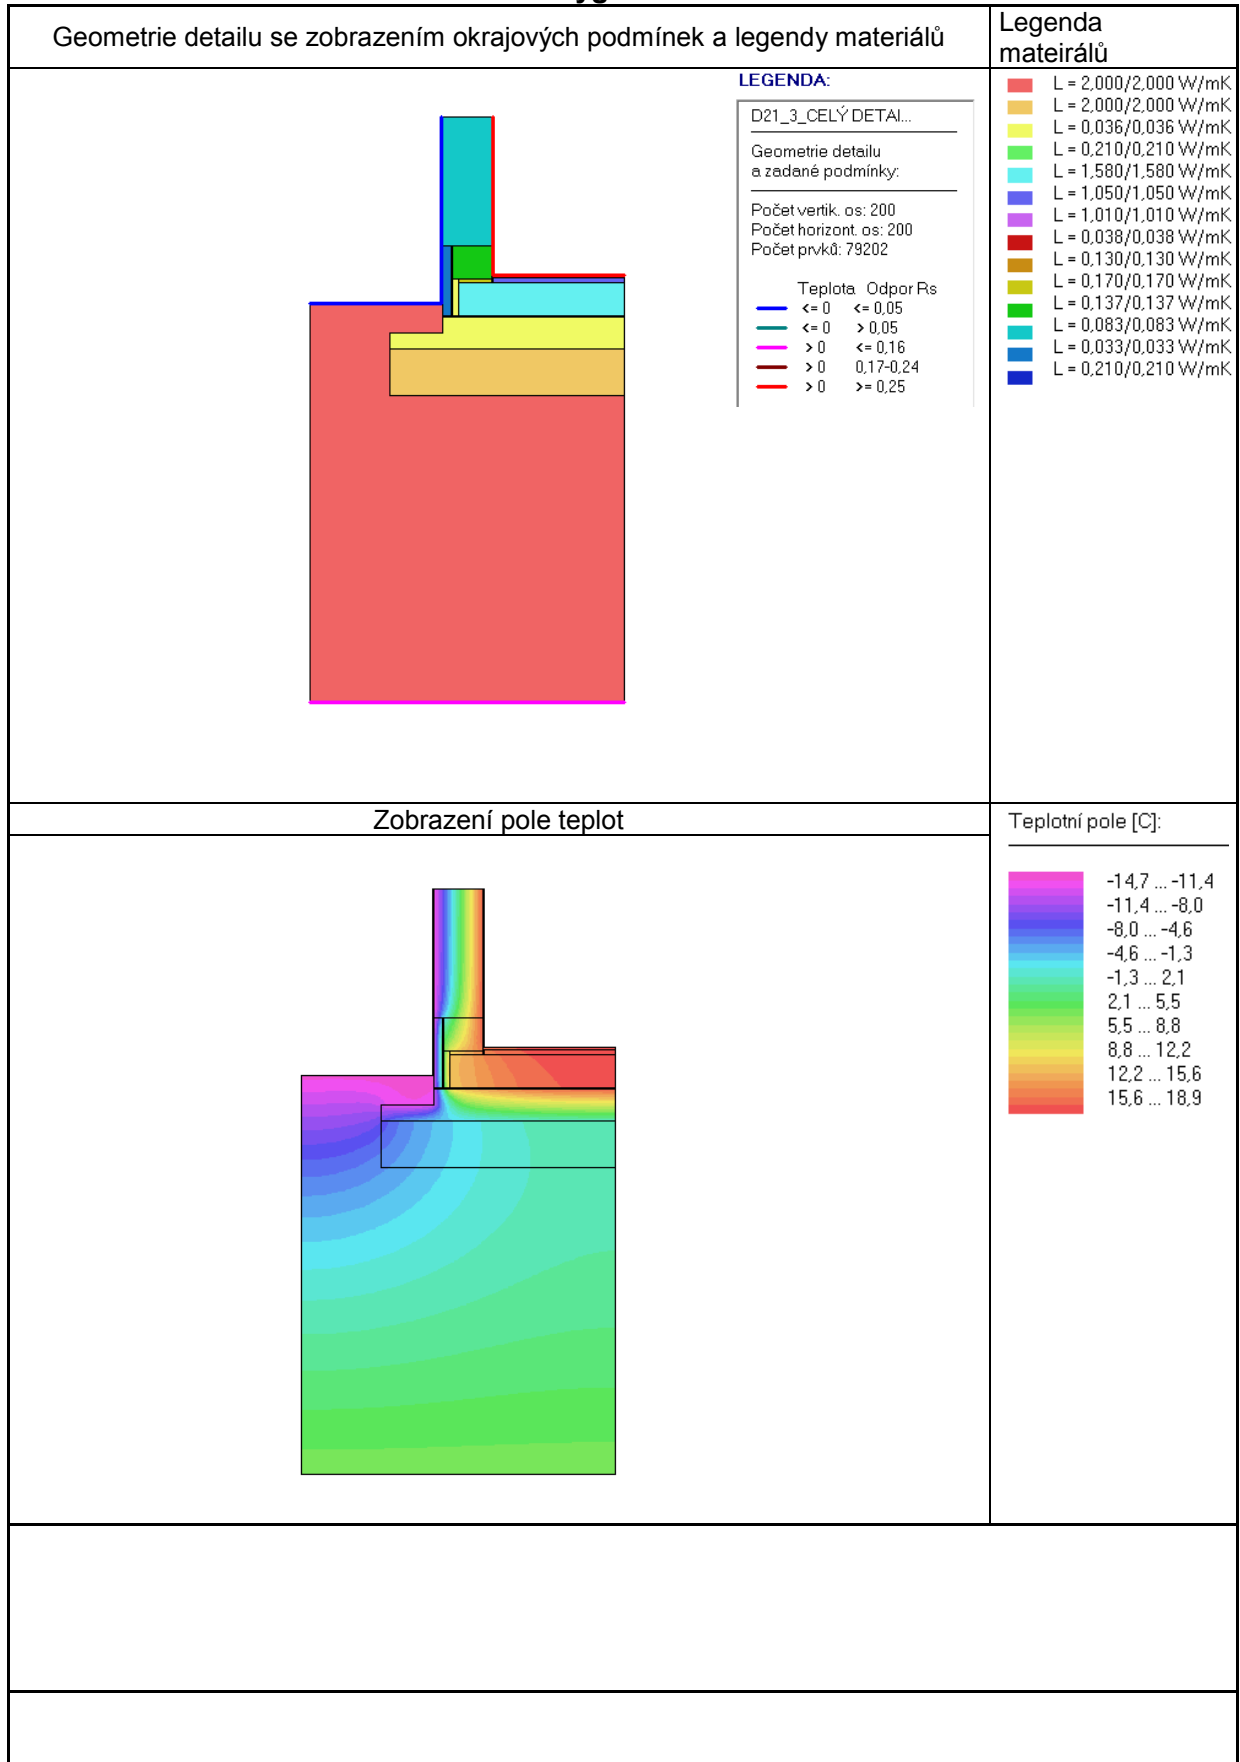 Geometrie detailu se zobrazením okrajových podmínek a legendy materiálů
Legenda
mateirálů
LEGENDA:
D21_3_CELÝ DETAI...
Geometrie detailu
a zadané podmínky:
Počet vertik. os: 200
Počet horizont. os: 200
Počet prvků: 79202
Teplota Odpor Rs
<= 0 <= 0,05
<= 0 > 0,05
> 0 <= 0,16
> 0 0,17-0,24
> 0 >= 0,25
L = 2,000/2,000 W/mK
L = 2,000/2,000 W/mK
L = 0,036/0,036 W/mK
L = 0,210/0,210 W/mK
L = 1,580/1,580 W/mK
L = 1,050/1,050 W/mK
L = 1,010/1,010 W/mK
L = 0,038/0,038 W/mK
L = 0,130/0,130 W/mK
L = 0,170/0,170 W/mK
L = 0,137/0,137 W/mK
L = 0,083/0,083 W/mK
L = 0,033/0,033 W/mK
L = 0,210/0,210 W/mK
Zobrazení pole teplot
Teplotní pole [C]:
-14,7 ... -11,4
-11,4 ... -8,0
-8,0 ... -4,6
-4,6 ... -1,3
-1,3 ... 2,1
2,1 ... 5,5
5,5 ... 8,8
8,8 ... 12,2
12,2 ... 15,6
15,6 ... 18,9